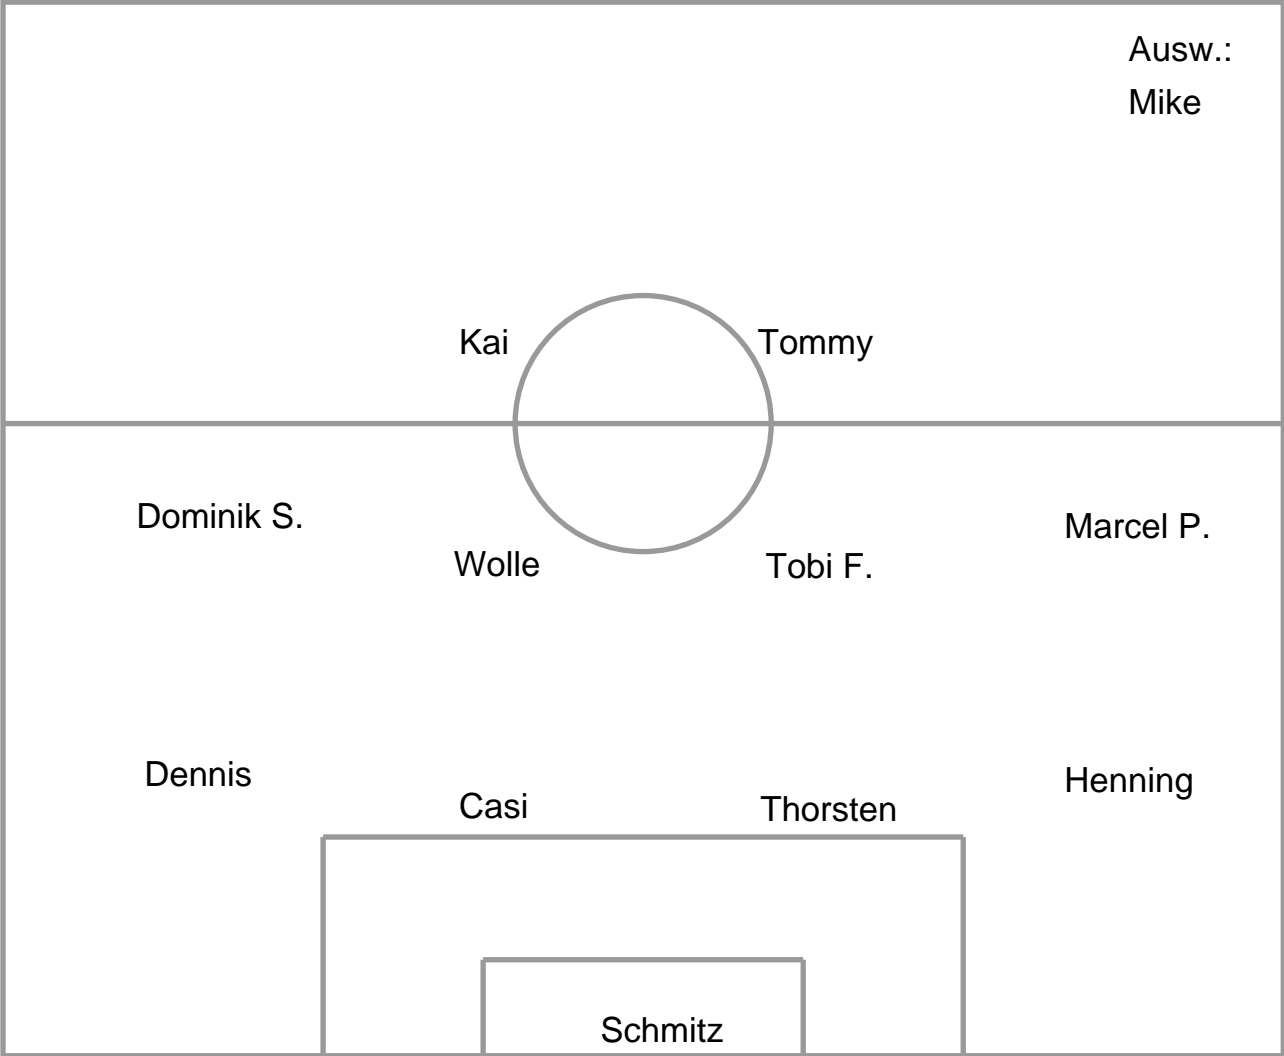 Ausw.:
Mike
Kai
Tommy
Dominik S.
Marcel P.
Wolle
Tobi F.
Dennis
Henning
Casi
Thorsten
Schmitz